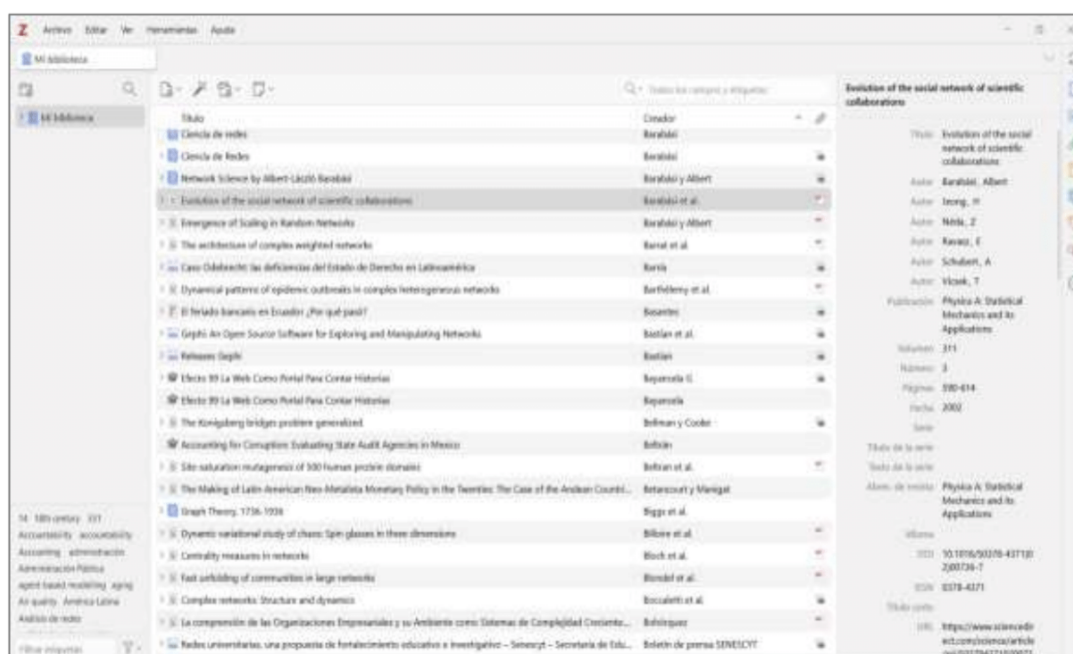 Z Archivo Editar Ver Herramientas Ayuda
Mi biblioteca
Todos los campos y etiquetas
Mi biblioteca
Título Creador
Ciencia de redes Barabási
Ciencia de Redes Barabási
Network Science by Albert-László Barabási Barabási y Albert
Evolution of the social network of scientific collaborations Barabási et al.
Emergence of Scaling in Random Networks Barabási y Albert
The architecture of complex weighted networks Barrat et al.
Caso Odebrecht: las deficiencias del Estado de Derecho en Latinoamérica Barría
Dynamical patterns of epidemic outbreaks in complex heterogeneous networks Barthélemy et al.
El feriado bancario en Ecuador ¿Por qué pasó? Basantes
Gephi: An Open Source Software for Exploring and Manipulating Networks Bastian et al.
Releases Gephi Bastian
Efecto 99 La Web Como Portal Para Contar Historias
Efecto 99 La Web Como Portal Para Contar Historias
The Konigsberg bridges problem generalized. Bellman y Cooke
Accounting for Corruption: Evaluating State Audit Agencies in Mexico Beltrán
Site saturation mutagenesis of 500 human protein domains Beltran et al.
The Making of Latin American Neo-Metalista Monetary Policy in the Twenties: The Case of the Andean Countri... Betancourt y
Graph Theory, 1736-1936 Biggs et al.
Dynamic variational study of chaos: Spin glasses in three dimensions Billoire et al.
Centrality measures in networks Bloch et al.
Fast unfolding of communities in large networks Blondel et al.
Complex networks: Structure and dynamics Boccaletti et al.
La comprensión de las Organizaciones Empresariales y su Ambiente como Sistemas de Complejidad Creciente... Bohórquez
Redes universitarias, una propuesta de fortalecimiento educativo e investigativo – Senescyt – Secretaría de Edu... Boletín de prensa SENESCYT
14 18th century
Accountability accountability
Accounting administración
Administración Pública
agent based modelling aging
Air quality América Latina
Análisis de redes
Filtrar etiquetas
Evolution of the social network of scientific
collaborations
Título Evolution of the social
network of scientific
collaborations
Autor Barabási, Albert
Autor Jeong, H
Autor Néda, Z
Autor Ravasz, E
Autor Schubert, A
Autor Vicsek, T
Publicación Physica A: Statistical
Mechanics and its
Applications
Volumen 311
Número 3
Páginas 590-614
Fecha 2002
Serie
Título de la serie
Texto de la serie
Abrev. de revista Physica A: Statistical
Mechanics and its
Applications
Idioma
DOI 10.1016/S0378-4371(0
2)00736-7
ISSN 0378-4371
Título corto
URL https://www.sciencedir
ect.com/science/article